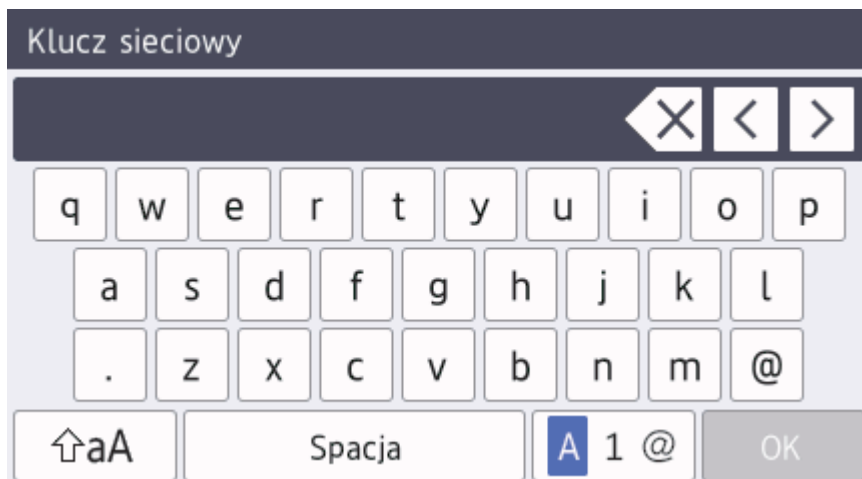 Klucz sieciowy
q w e r t y u i o p
a s d f g h j k l
. z x c v b n m @
aA Spacja A 1 @ OK